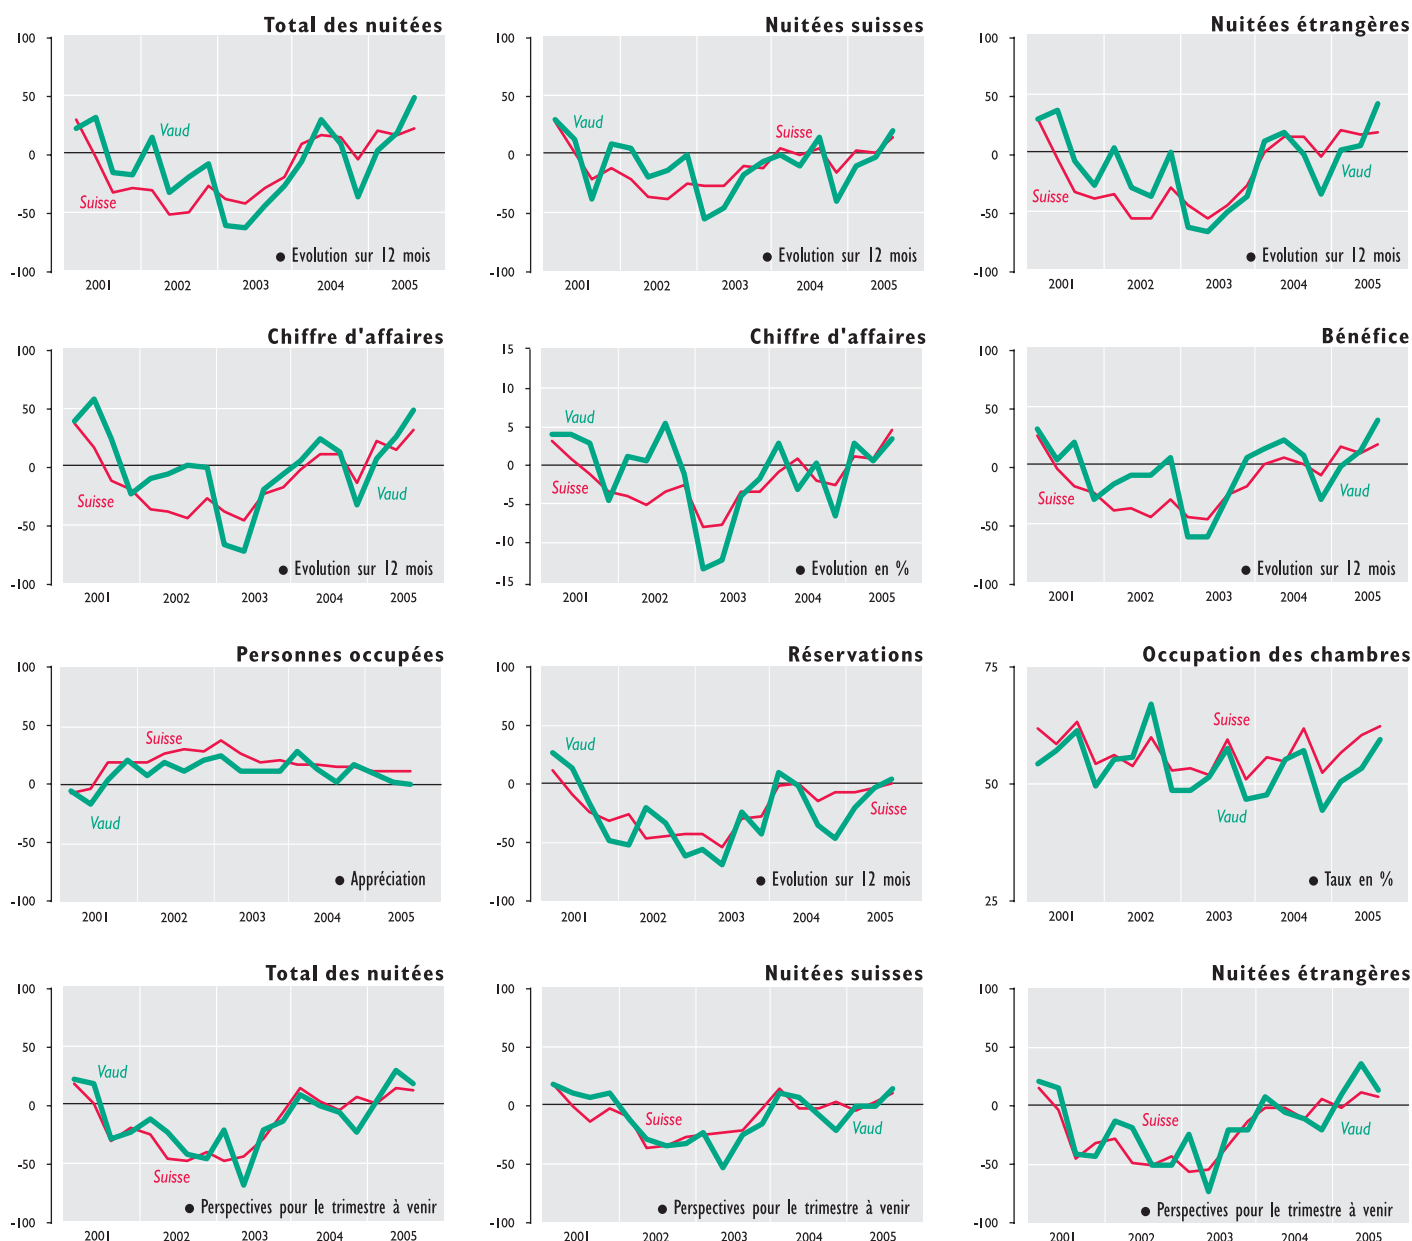 Total des nuitées
100
50
0
-50
-100
Vaud
Suisse
● Evolution sur 12 mois
2001 2002 2003 2004 2005
Nuitées suisses
100
50
0
-50
-100
Vaud
Suisse
● Evolution sur 12 mois
2001 2002 2003 2004 2005
Nuitées étrangères
100
50
0
-50
-100
Suisse
Vaud
● Evolution sur 12 mois
2001 2002 2003 2004 2005
Chiffre d'affaires
100
50
0
-50
-100
Suisse
Vaud
● Evolution sur 12 mois
2001 2002 2003 2004 2005
Chiffre d'affaires
15
10
5
0
-5
-10
-15
Vaud
Suisse
● Evolution en %
2001 2002 2003 2004 2005
Bénéfice
100
50
0
-50
-100
Suisse
Vaud
● Evolution sur 12 mois
2001 2002 2003 2004 2005
Personnes occupées
100
50
0
-50
-100
Suisse
Vaud
● Appréciation
2001 2002 2003 2004 2005
Réservations
100
50
0
-50
-100
Vaud
Suisse
● Evolution sur 12 mois
2001 2002 2003 2004 2005
Occupation des chambres
75
50
25
Suisse
Vaud
● Taux en %
2001 2002 2003 2004 2005
Total des nuitées
100
50
0
-50
-100
Vaud
Suisse
● Perspectives pour le trimestre à venir
2001 2002 2003 2004 2005
Nuitées suisses
100
50
0
-50
-100
Suisse
Vaud
● Perspectives pour le trimestre à venir
2001 2002 2003 2004 2005
Nuitées étrangères
100
50
0
-50
-100
Suisse
Vaud
● Perspectives pour le trimestre à venir
2001 2002 2003 2004 2005